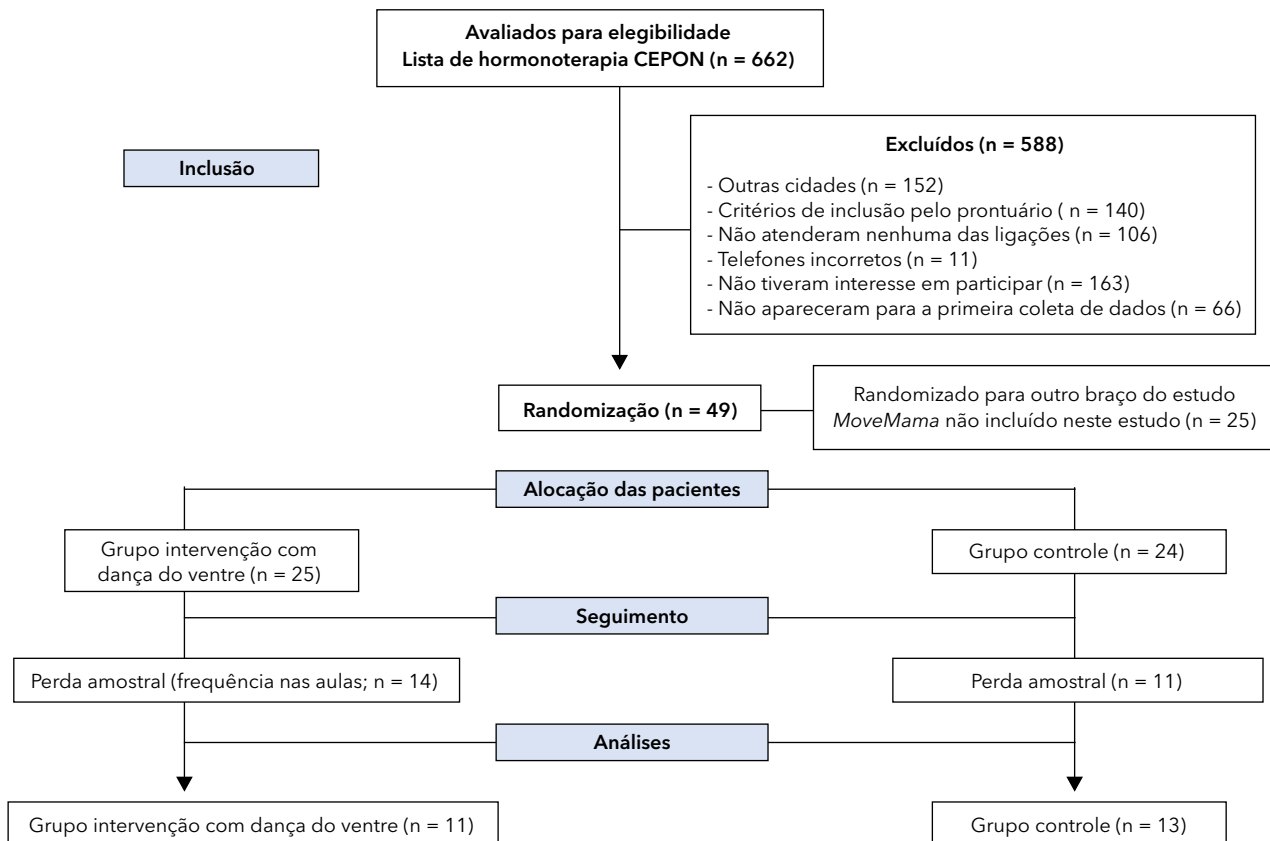 Avaliados para elegibilidade
Lista de hormonoterapia CEPON (n = 662)
Inclusão
Excluídos (n = 588)
- Outras cidades (n = 152)
- Critérios de inclusão pelo prontuário ( n = 140)
- Não atenderam nenhuma das ligações (n = 106)
- Telefones incorretos (n = 11)
- Não tiveram interesse em participar (n = 163)
- Não apareceram para a primeira coleta de dados (n = 66)
Randomização (n = 49)
Randomizado para outro braço do estudo
MoveMama não incluído neste estudo (n = 25)
Alocação das pacientes
Grupo intervenção com
dança do ventre (n = 25)
Grupo controle (n = 24)
Seguimento
Perda amostral (frequência nas aulas; n = 14)
Perda amostral (n = 11)
Análises
Grupo intervenção com dança do ventre (n = 11)
Grupo controle (n = 13)